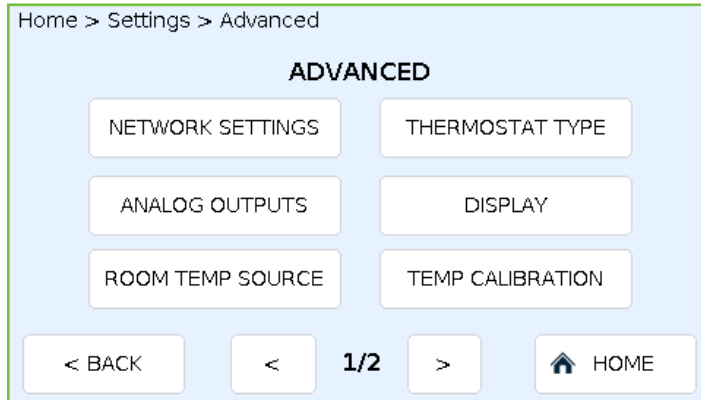 Home > Settings > Advanced
ADVANCED
NETWORK SETTINGS THERMOSTAT TYPE
ANALOG OUTPUTS DISPLAY
ROOM TEMP SOURCE TEMP CALIBRATION
< BACK < 1/2 > HOME